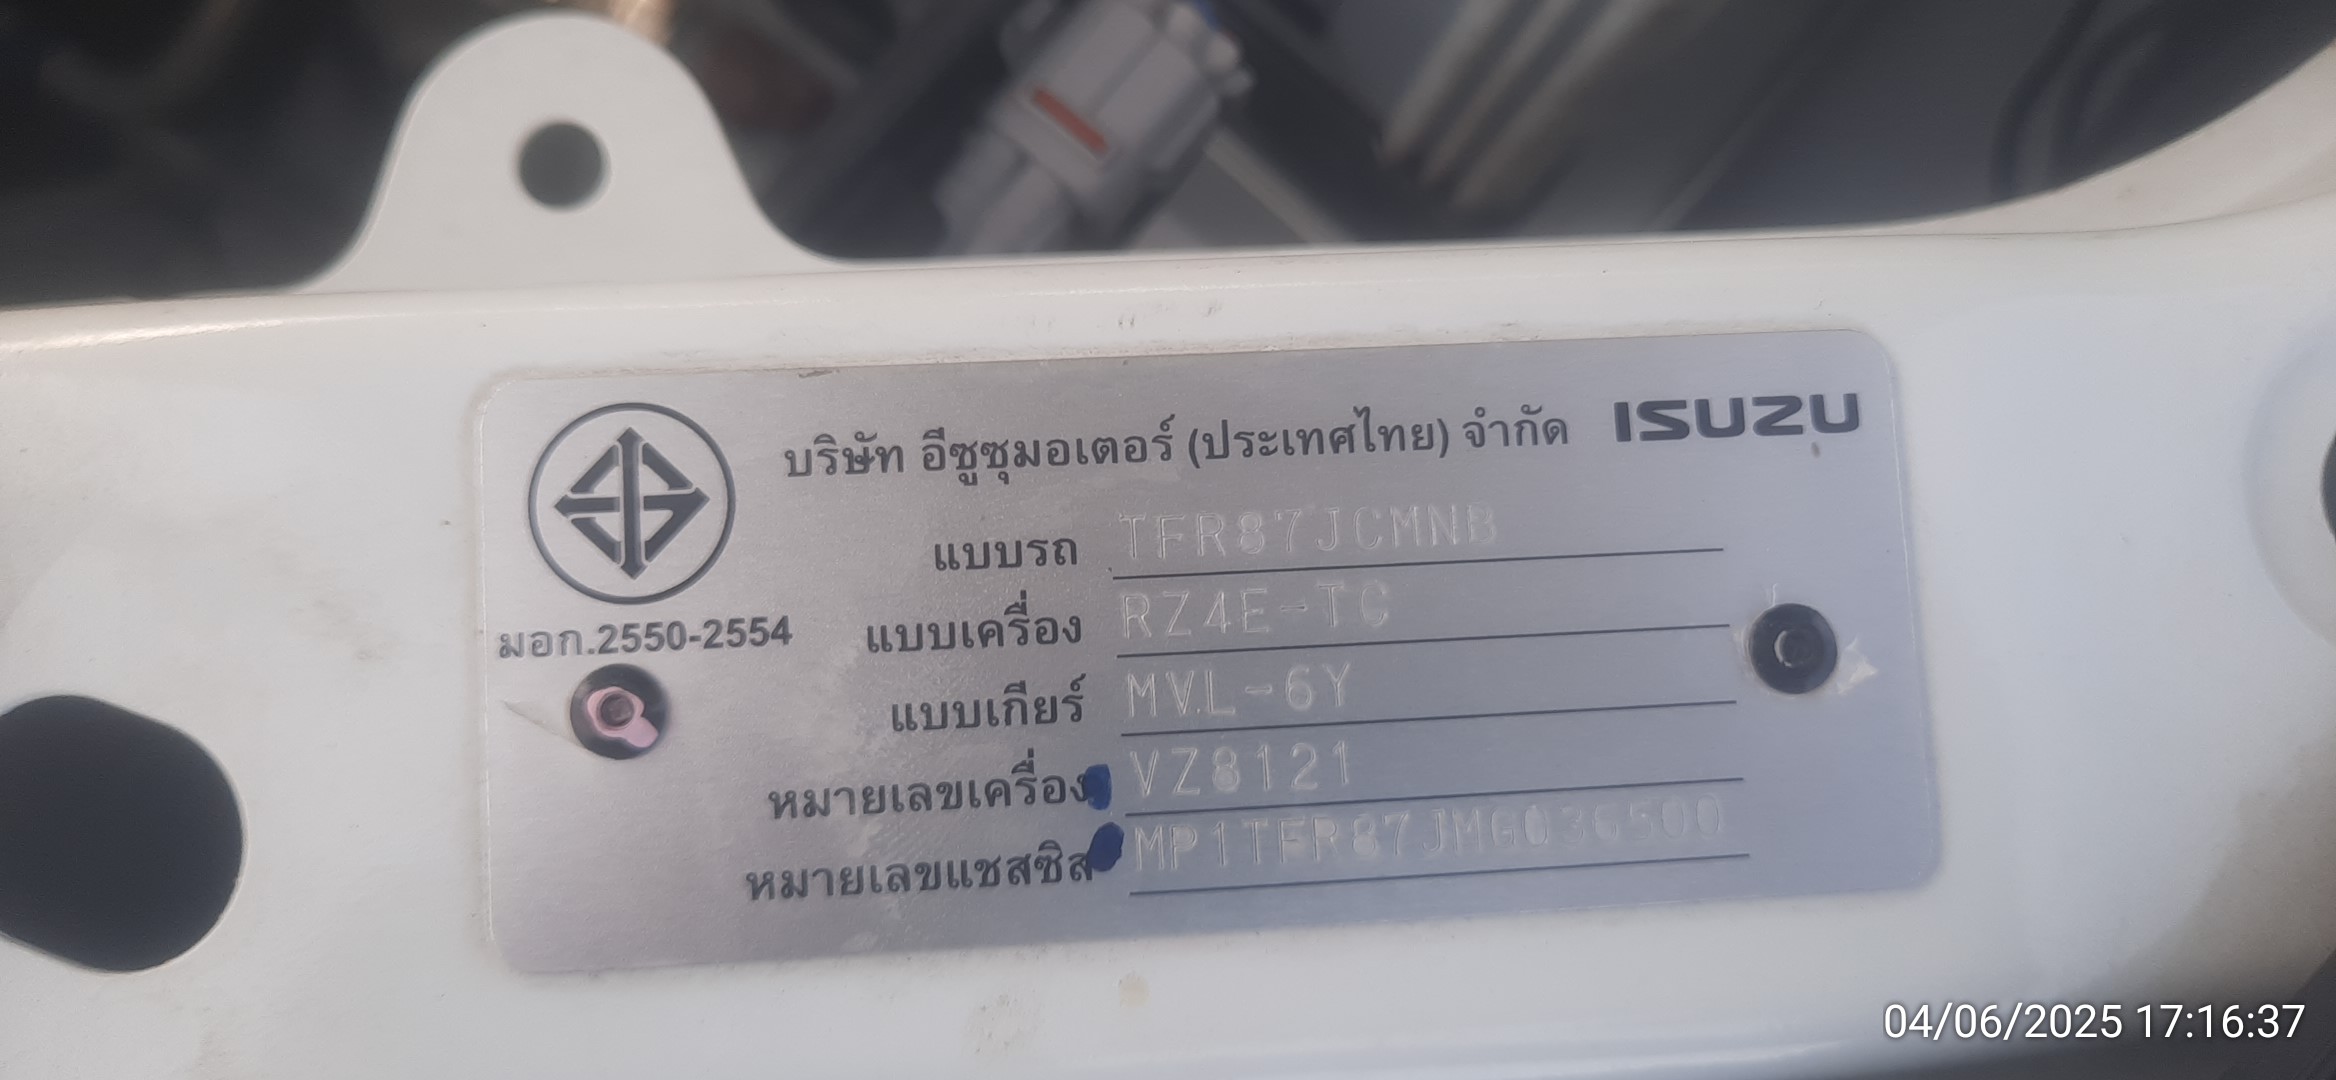 บริษัท อีซูซุมอเตอร์ (ประเทศไทย) จำกัด ISUZU
มอก.2550-2554
แบบรถ TFR87JCMNB
แบบเครื่อง RZ4E-TC
แบบเกียร์ MVL-6Y
หมายเลขเครื่อง VZ8121
หมายเลขแชสซิส
04/06/2025 17:16:37